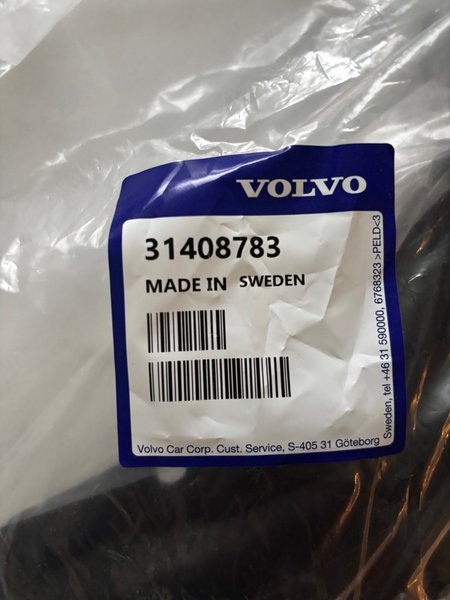 VOLVO
31408783
MADE IN SWEDEN
Volvo Car Corp. Cust. Service, S-405 31 Göteborg
Sweden, tel +46 31 590000, 6768323 >PELD<3